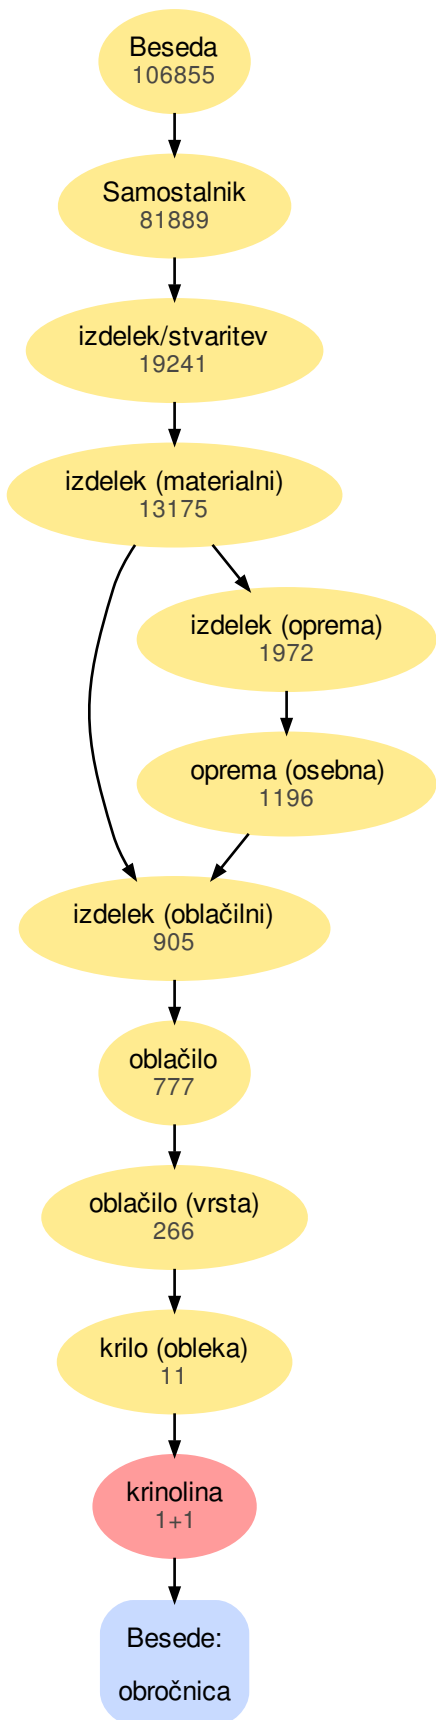 Beseda
106855
Samostalnik
81889
izdelek/stvaritev
19241
izdelek (materialni)
13175
izdelek (oprema)
1972
oprema (osebna)
1196
izdelek (oblačilni)
905
oblačilo
777
oblačilo (vrsta)
266
krilo (obleka)
11
krinolina
1+1
Besede:
obročnica